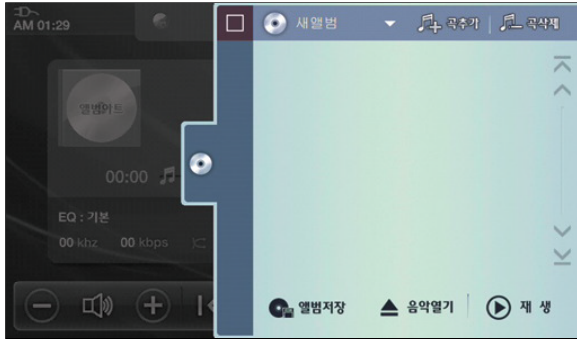 AM 01:29
새앨범 곡추가 곡삭제
앨범아트
00:00
EQ : 기본
00 khz 00 kbps
앨범저장 음악열기 재 생